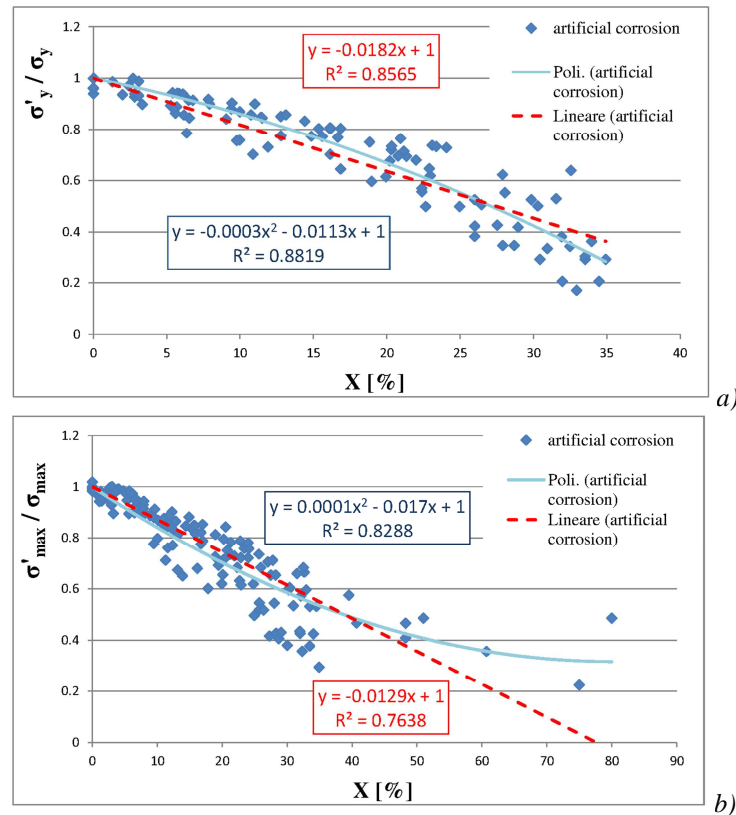 1.2
1
0.8
0.6
0.4
0.2
0
σ'y / σy
y = -0.0182x + 1
R² = 0.8565
y = -0.0003x² - 0.0113x + 1
R² = 0.8819
artificial corrosion
Poli. (artificial
corrosion)
Lineare (artificial
corrosion)
0 5 10 15 20 25 30 35 40
X [%]
a)
1.2
1
0.8
0.6
0.4
0.2
0
σ'max / σmax
artificial corrosion
Poli. (artificial
corrosion)
Lineare (artificial
corrosion)
y = 0.0001x² - 0.017x + 1
R² = 0.8288
y = -0.0129x + 1
R² = 0.7638
0 10 20 30 40 50 60 70 80 90
X [%]
b)